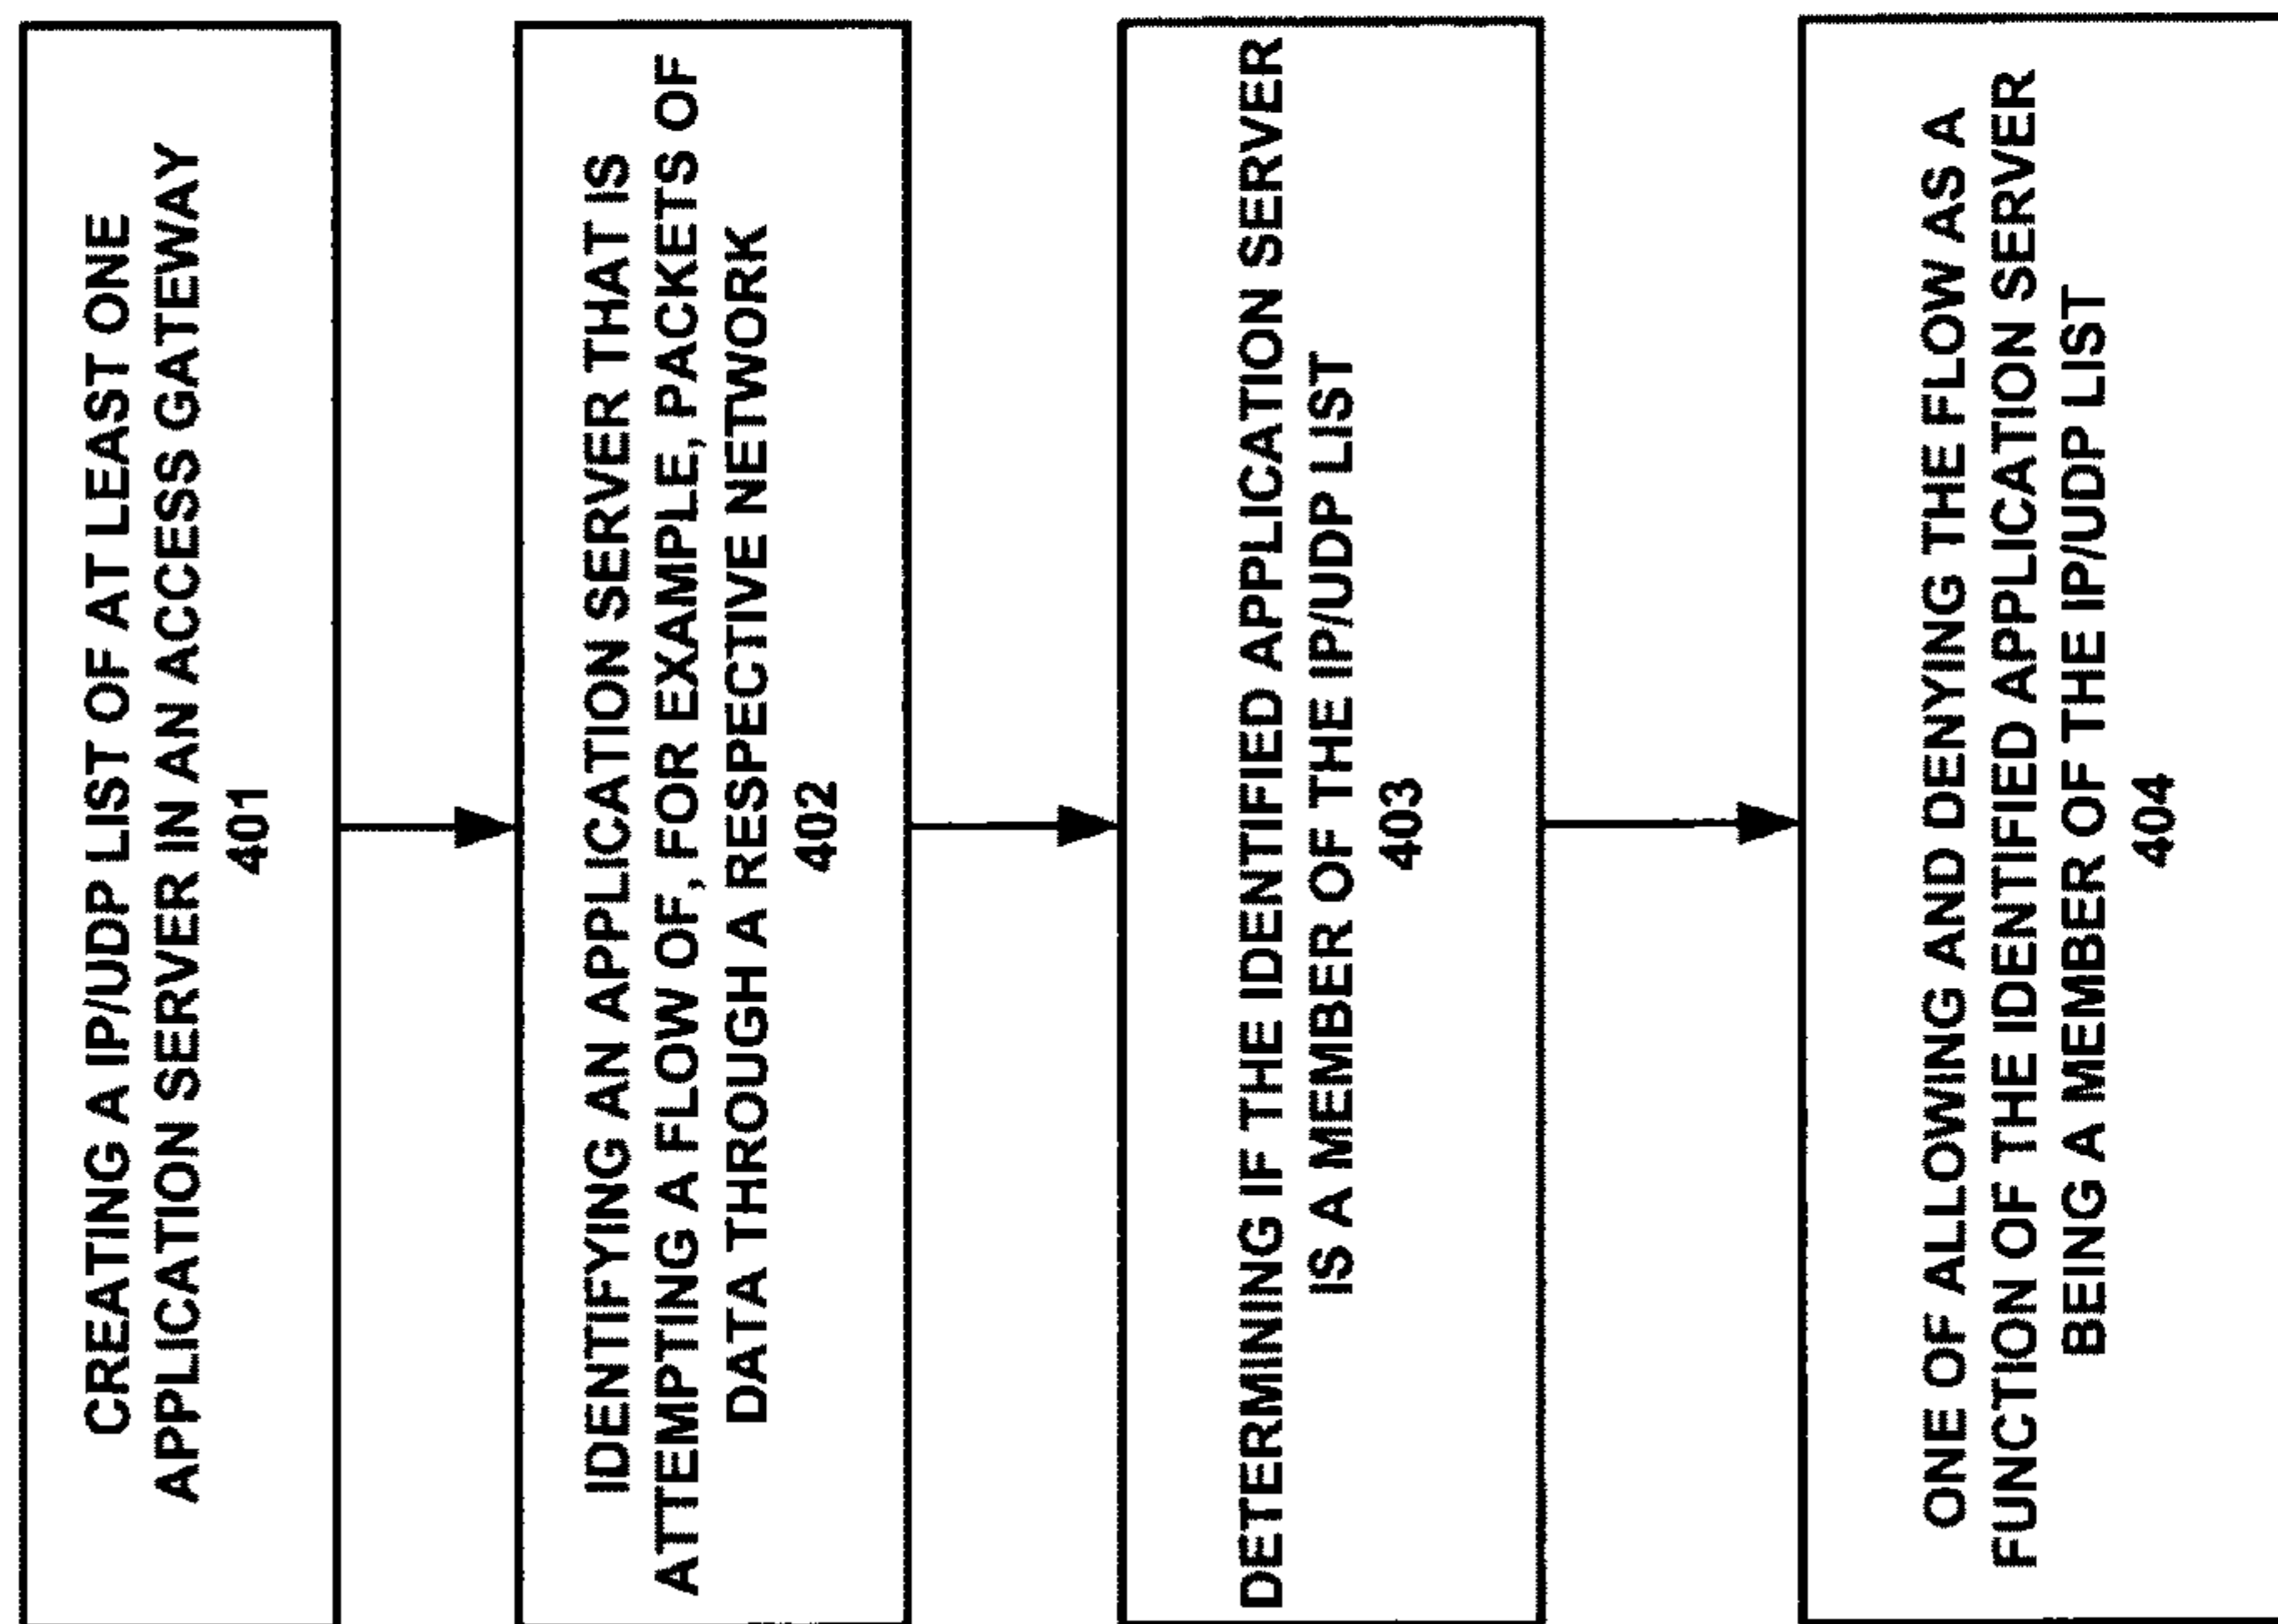 CREATING A IP/UDP LIST OF AT LEAST ONE
APPLICATION SERVER IN AN ACCESS GATEWAY
401
IDENTIFYING AN APPLICATION SERVER THAT IS
ATTEMPTING A FLOW OF, FOR EXAMPLE, PACKETS OF
DATA THROUGH A RESPECTIVE NETWORK
402
DETERMINING IF THE IDENTIFIED APPLICATION SERVER
IS A MEMBER OF THE IP/UDP LIST
403
ONE OF ALLOWING AND DENYING THE FLOW AS A
FUNCTION OF THE IDENTIFIED APPLICATION SERVER
BEING A MEMBER OF THE IP/UDP LIST
404